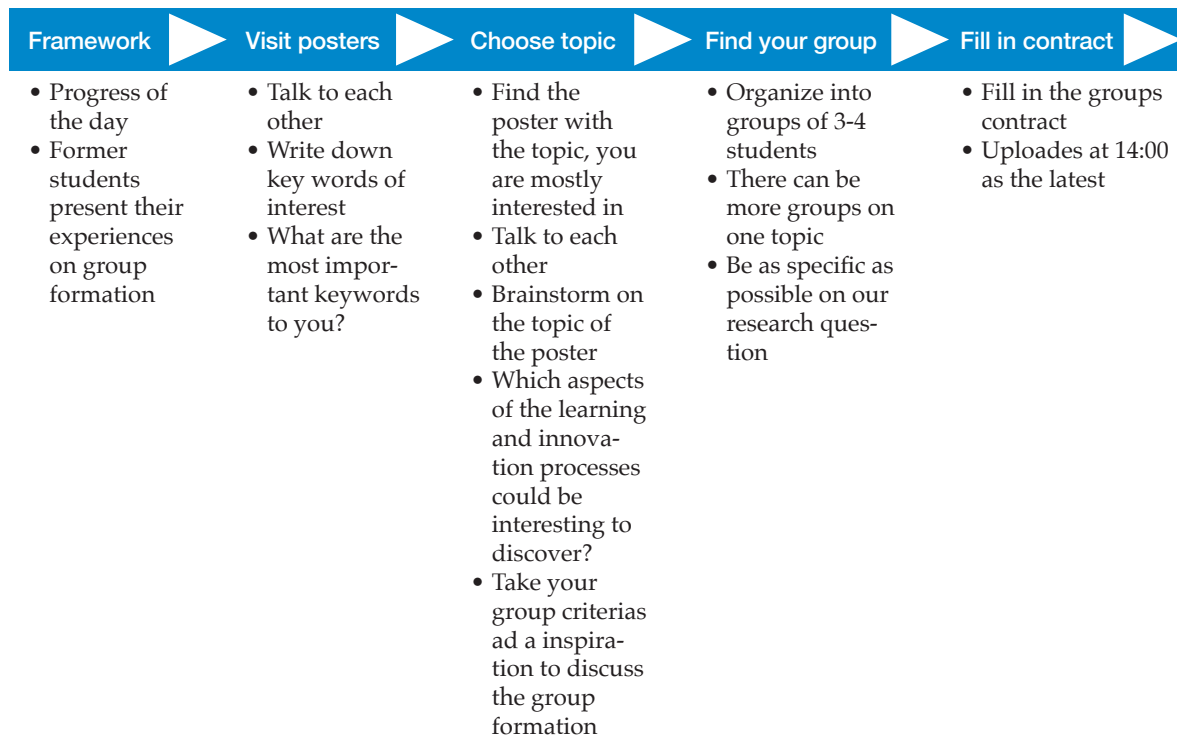 Framework
Visit posters
Choose topic
Find your group
Fill in contract
• Progress of
the day
• Former
students
present their
experiences
on group
formation
• Talk to each
other
• Write down
key words of
interest
• What are the
most impor-
tant keywords
to you?
• Find the
poster with
the topic, you
are mostly
interested in
• Talk to each
other
• Brainstorm on
the topic of
the poster
• Which aspects
of the learning
and innova-
tion processes
could be
interesting to
discover?
• Take your
group criterias
ad a inspira-
tion to discuss
the group
formation
• Organize into
groups of 3-4
students
• There can be
more groups on
one topic
• Be as specific as
possible on our
research ques-
tion
• Fill in the groups
contract
• Uploades at 14:00
as the latest